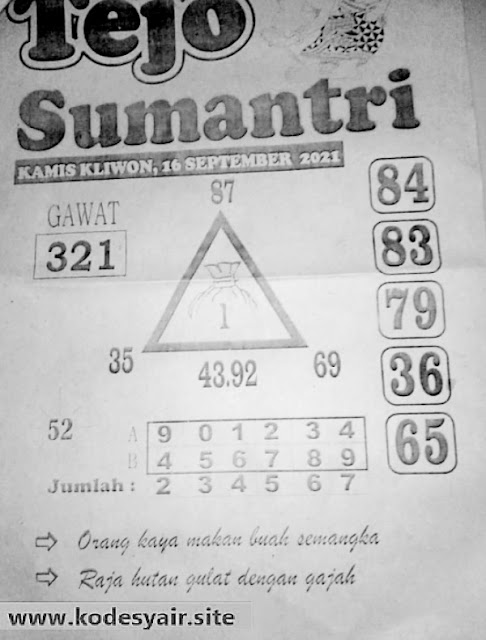 Tejo
Sumantri
KAMIS KLIWON, 16 SEPTEMBER 2021
87
84
GAWAT
321
83
1
79
35
43.92
69
36
52
A 9 0 1 2 3 4
65
B 4 5 6 7 8 9
Jumlah : 2 3 4 5 6 7
Orang kaya makan buah semangka
Raja hutan gulat dengan gajah
www.kodesyair.site